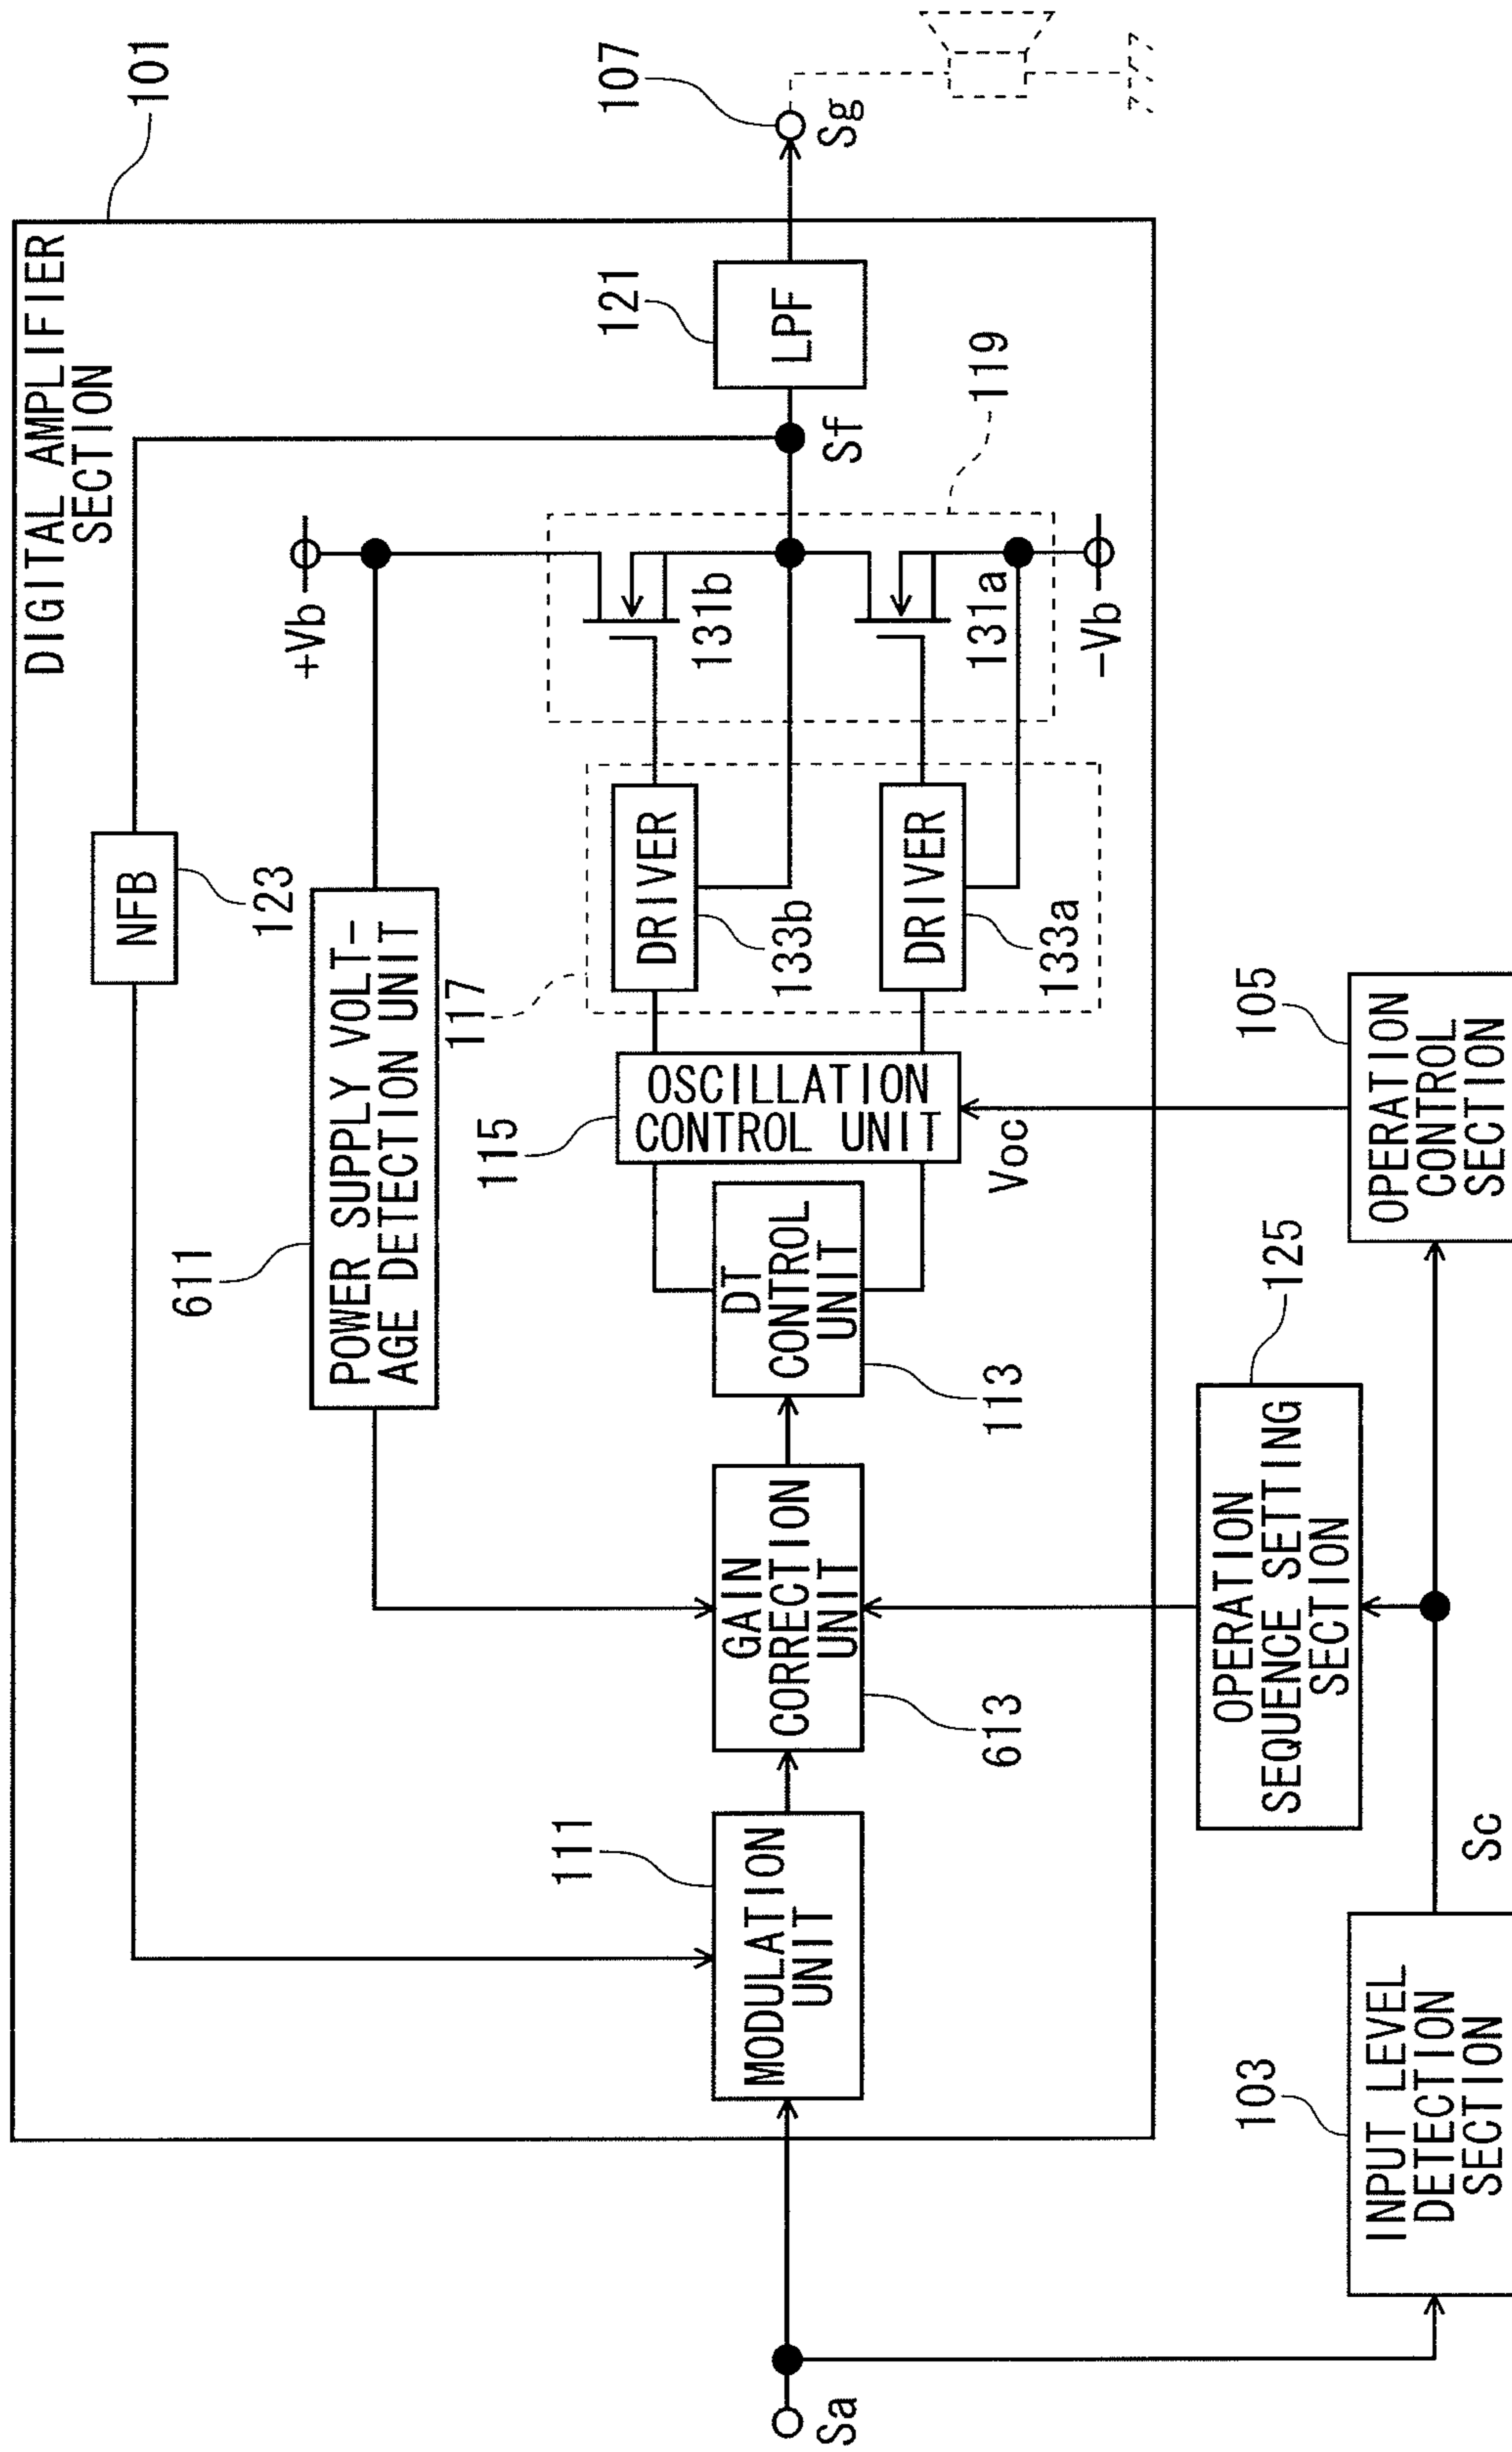 DIGITAL AMPLIFIER
SECTION
101
NFB
123
611
POWER SUPPLY VOLT-
AGE DETECTION UNIT
+Vb
107
Sg
111
MODULATION
UNIT
613
GAIN
CORRECTION
UNIT
113
DT
CONTROL
UNIT
115
OSCILLATION
CONTROL UNIT
Voc
117
DRIVER
133b
DRIVER
133a
131b
131a
119
-Vb
Sf
121
LPF
Sa
103
INPUT LEVEL
DETECTION
SECTION
Sc
125
OPERATION
SEQUENCE SETTING
SECTION
105
OPERATION
CONTROL
SECTION